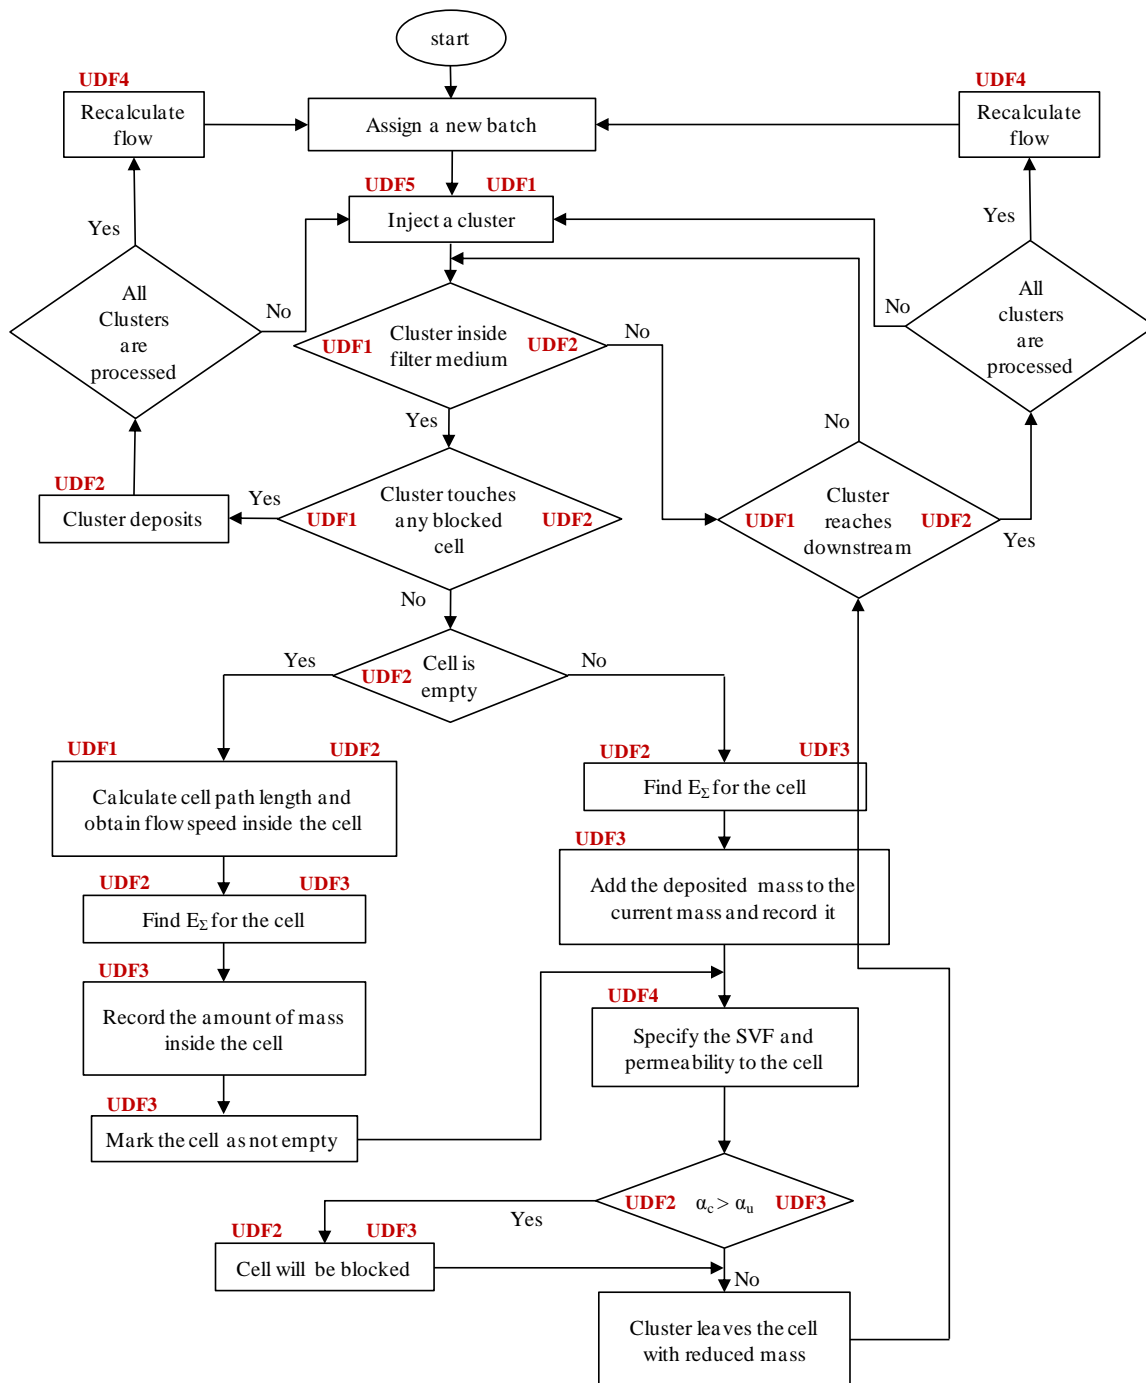 start
UDF4
Recalculate
flow
Assign a new batch
UDF4
Recalculate
flow
UDF5 UDF1
Inject a cluster
Yes
Yes
All
Clusters
are
processed
No
UDF1
Cluster inside
filter medium
UDF2
No
No
All
clusters
are
processed
Yes
No
UDF2
Cluster deposits
Yes
UDF1
Cluster touches
any blocked
cell
UDF2
UDF1
Cluster
reaches
downstream
UDF2
Yes
No
Yes
UDF2
Cell is
empty
No
UDF1 UDF2
Calculate cell path length and
obtain flow speed inside the cell
UDF2 UDF3
Find EΣ for the cell
UDF3
Add the deposited mass to the
current mass and record it
UDF2 UDF3
Find EΣ for the cell
UDF3
Record the amount of mass
inside the cell
UDF4
Specify the SVF and
permeability to the cell
UDF3
Mark the cell as not empty
UDF2 αc > αu UDF3
Yes
UDF2 UDF3
Cell will be blocked
No
Cluster leaves the cell
with reduced mass